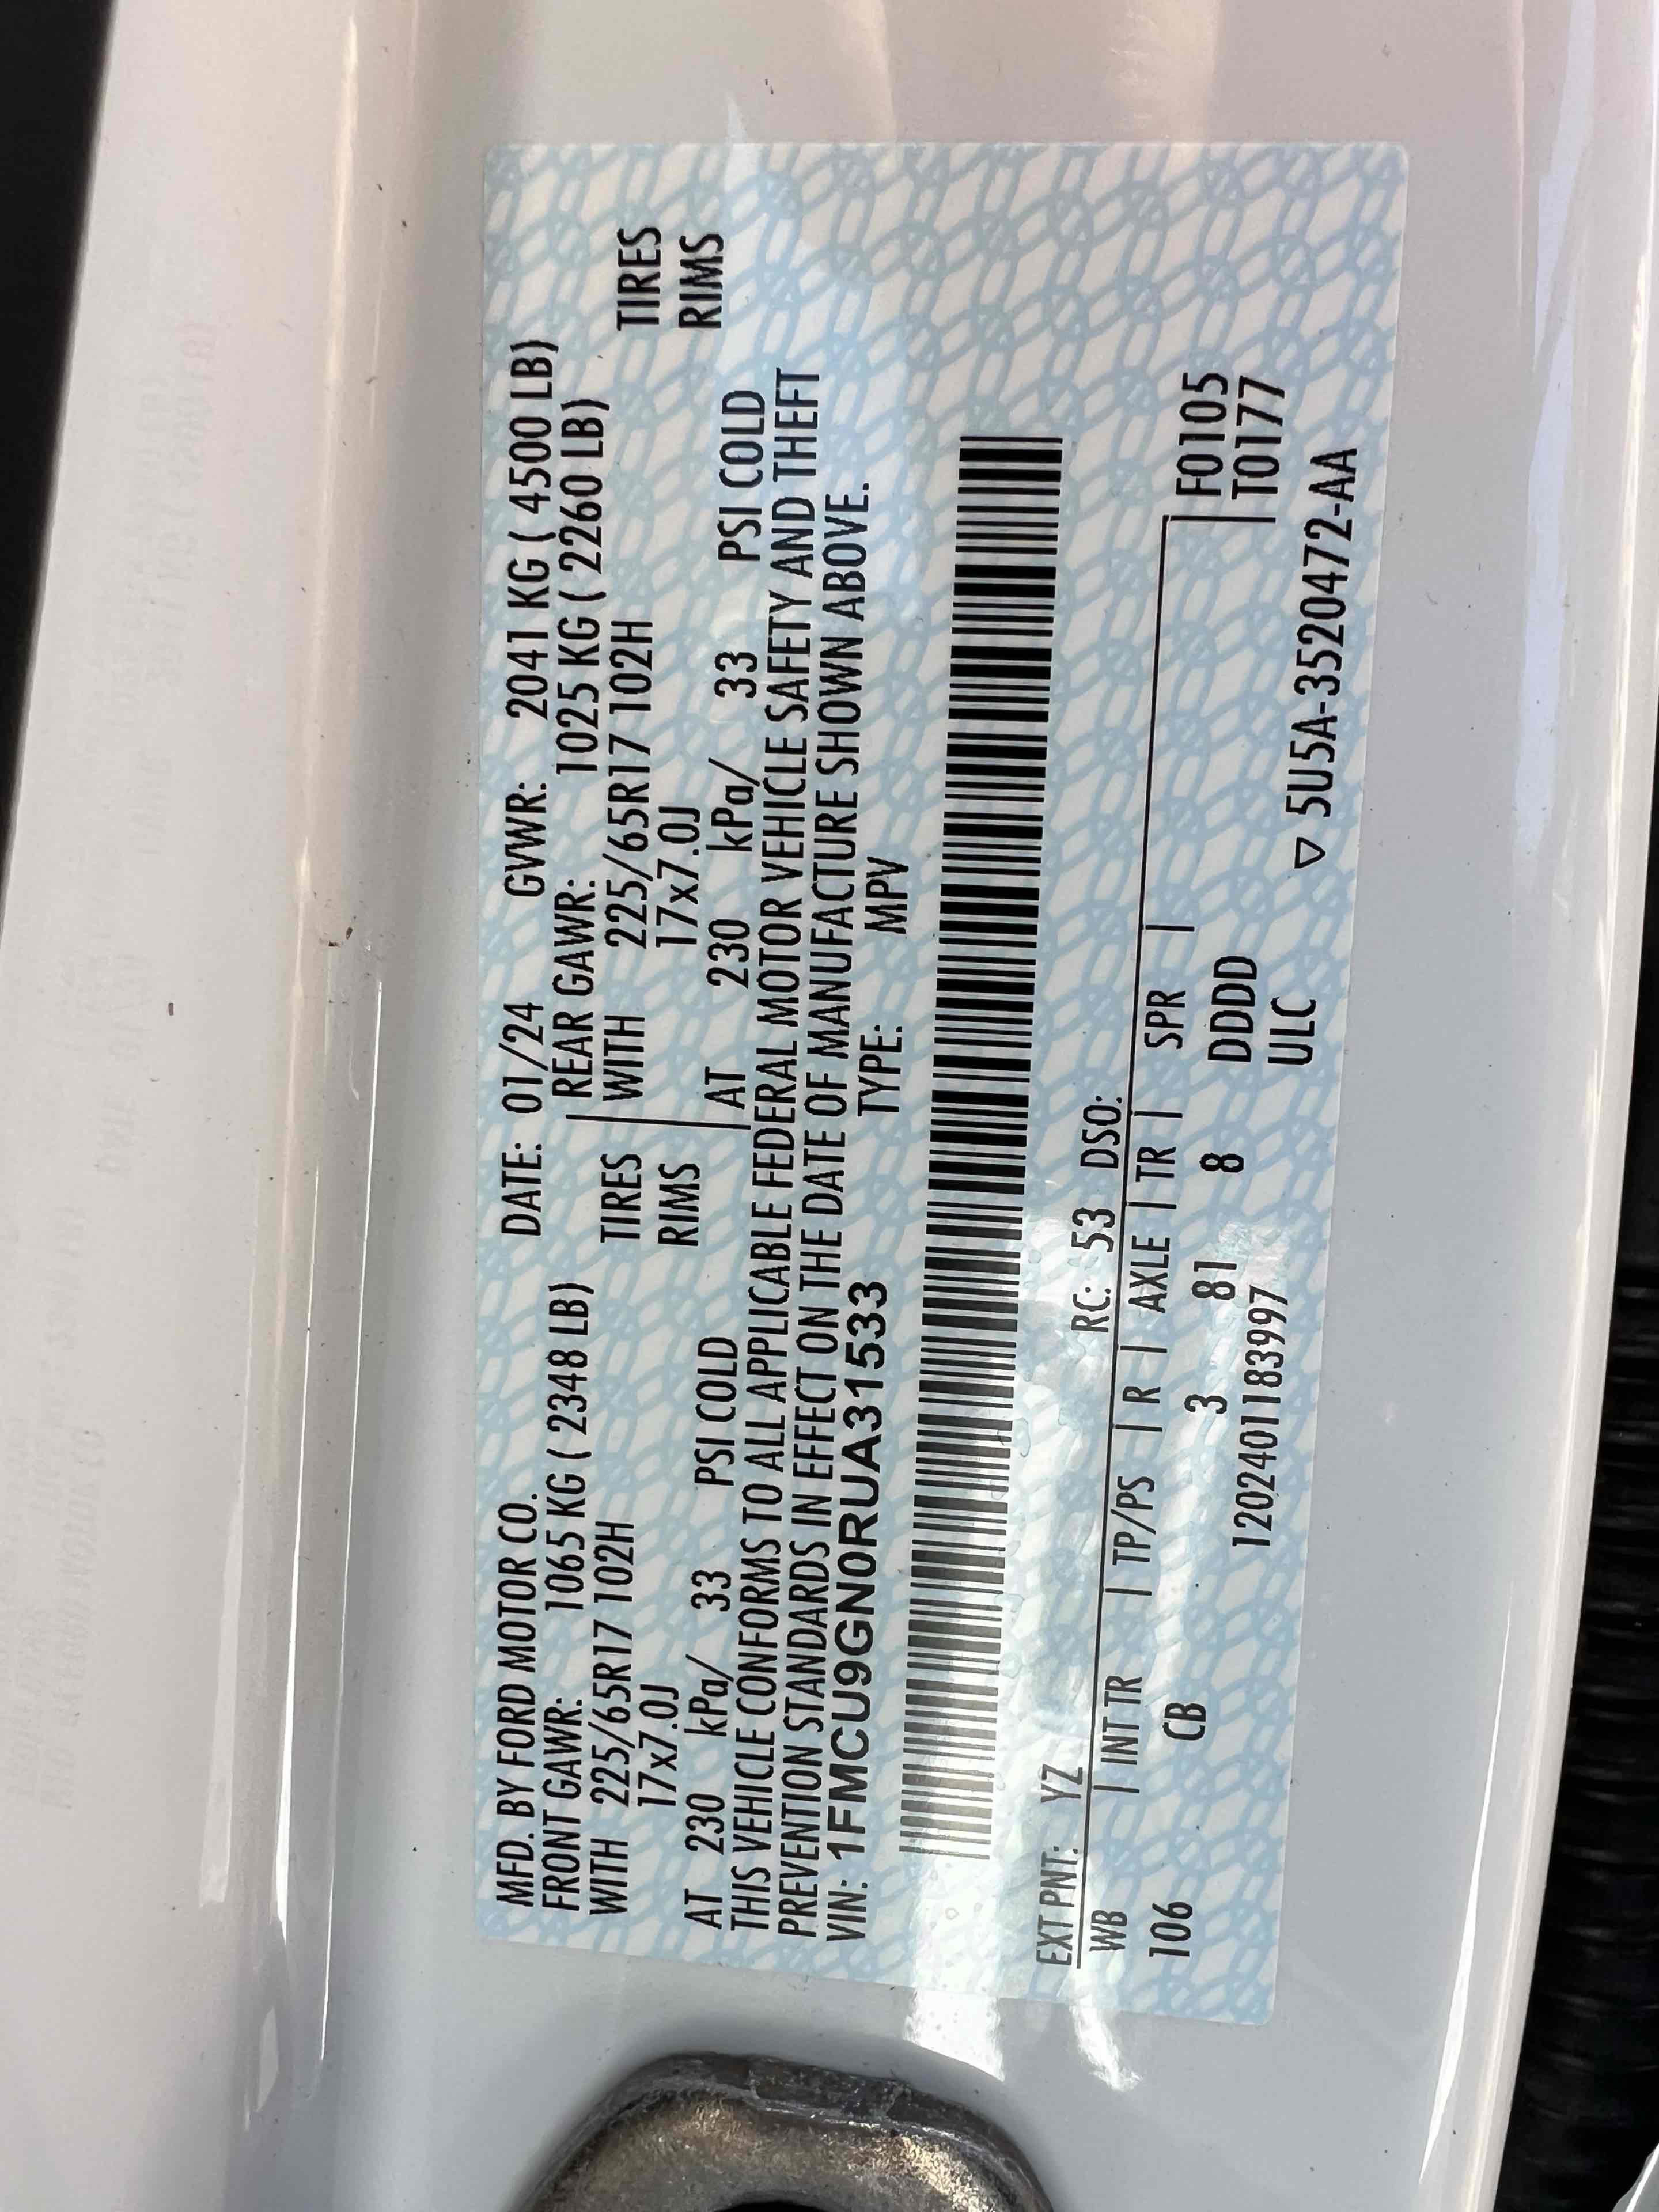 MFD. BY FORD MOTOR CO. DATE: 01/24 GVWR: 2041 KG ( 4500 LB)
FRONT GAWR: 1065 KG ( 2348 LB) REAR GAWR: 1025 KG ( 2260 LB)
WITH 225/65R17 102H TIRES WITH 225/65R17 102H TIRES
17x7.0J RIMS 17x7.0J RIMS
AT 230 kPa/ 33 PSI COLD AT 230 kPa/ 33 PSI COLD
THIS VEHICLE CONFORMS TO ALL APPLICABLE FEDERAL MOTOR VEHICLE SAFETY AND THEFT
PREVENTION STANDARDS IN EFFECT ON THE DATE OF MANUFACTURE SHOWN ABOVE.
VIN: 1FMCU9GN0RUA31533 TYPE: MPV
EXT PNT: YZ RC: 53 DSO:
WB | INT TR | TP/PS | R | AXLE | TR | SPR |
106 CB 3 81 8 DDDD F0105
1202401183997 ULC T0177
▽ 5U5A-3520472-AA